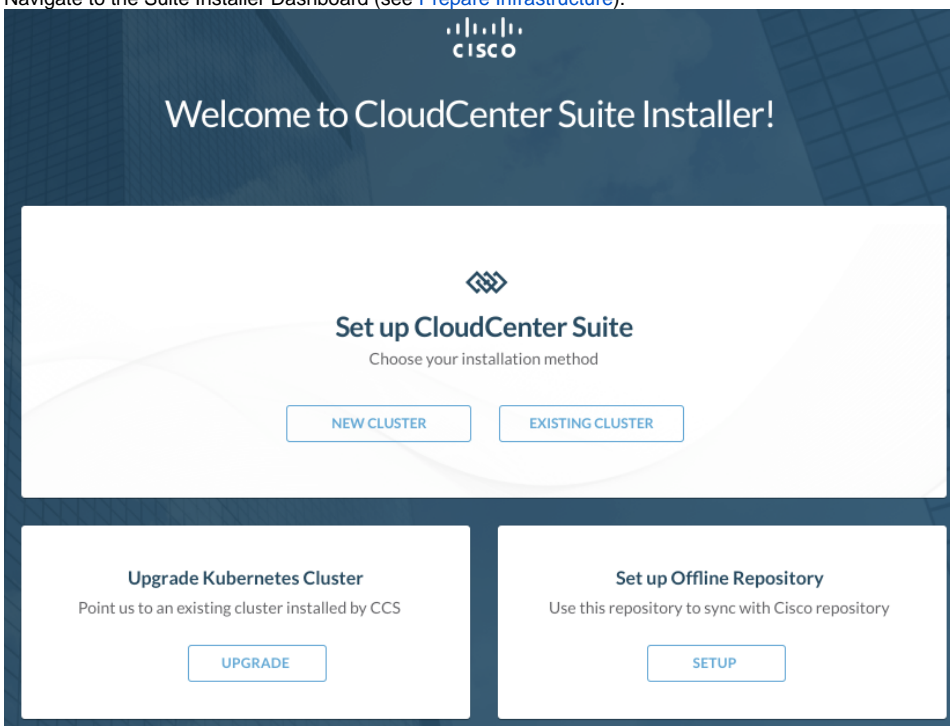 Navigate to the Suite Installer Dashboard (see Prepare Infrastructure).
CISCO
Welcome to CloudCenter Suite Installer!
Set up CloudCenter Suite
Choose your installation method
NEW CLUSTER
EXISTING CLUSTER
Upgrade Kubernetes Cluster
Point us to an existing cluster installed by CCS
UPGRADE
Set up Offline Repository
Use this repository to sync with Cisco repository
SETUP